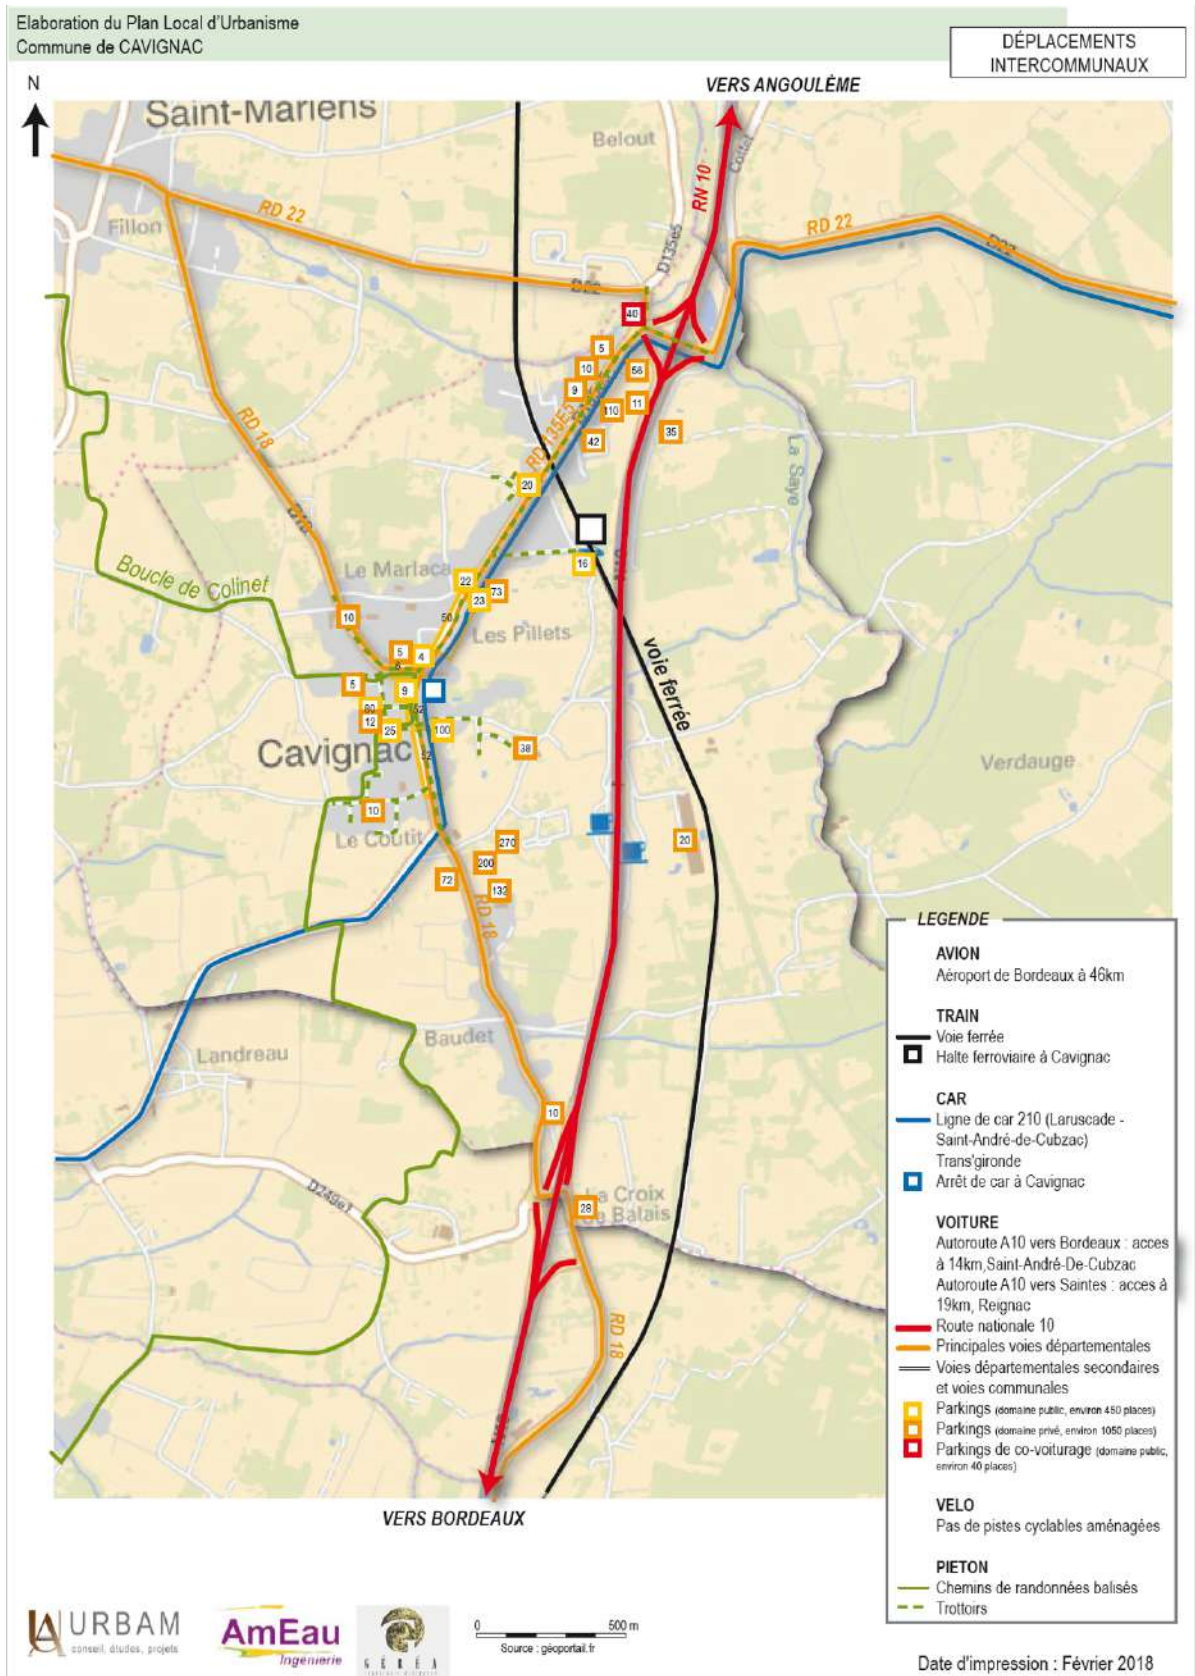 Elaboration du Plan Local d'Urbanisme
Commune de CAVIGNAC
DÉPLACEMENTS
INTERCOMMUNAUX
N
VERS ANGOULÊME
Saint-Mariens
Belout
RN 10
RD 22
Fillon
D135e5
RD 22
D22
D22
40
5
10
56
9
11
110
RD 18
RD 135E5
35
42
La Saye
20
D18
16
Boucle de Colinet
Le Marlaca
22
73
23
10
50
Les Pillets
voie ferrée
5
4
5
9
80
12
52
25
100
Cavignac
52
38
Verdauge
10
Le Coutit
20
270
200
72
132
RD 18
LEGENDE
AVION
Aéroport de Bordeaux à 46km
TRAIN
Voie ferrée
Halte ferroviaire à Cavignac
CAR
Ligne de car 210 (Laruscade -
Saint-André-de-Cubzac)
Trans'gironde
Arrêt de car à Cavignac
VOITURE
Autoroute A10 vers Bordeaux : acces
à 14km,Saint-André-De-Cubzac
Autoroute A10 vers Saintes : acces à
19km, Reignac
Route nationale 10
Principales voies départementales
Voies départementales secondaires
et voies communales
Parkings (domaine public, environ 450 places)
Parkings (domaine privé, environ 1050 places)
Parkings de co-voiturage (domaine public,
environ 40 places)
VELO
Pas de pistes cyclables aménagées
PIETON
Chemins de randonnées balisés
Trottoirs
Baudet
Landreau
10
D249e1
La Croix
de Balais
28
RD 18
VERS BORDEAUX
URBAM
conseil, études, projets
AmEau
Ingénierie
GÉRÉA
0 500 m
Source : géoportail.fr
Date d'impression : Février 2018